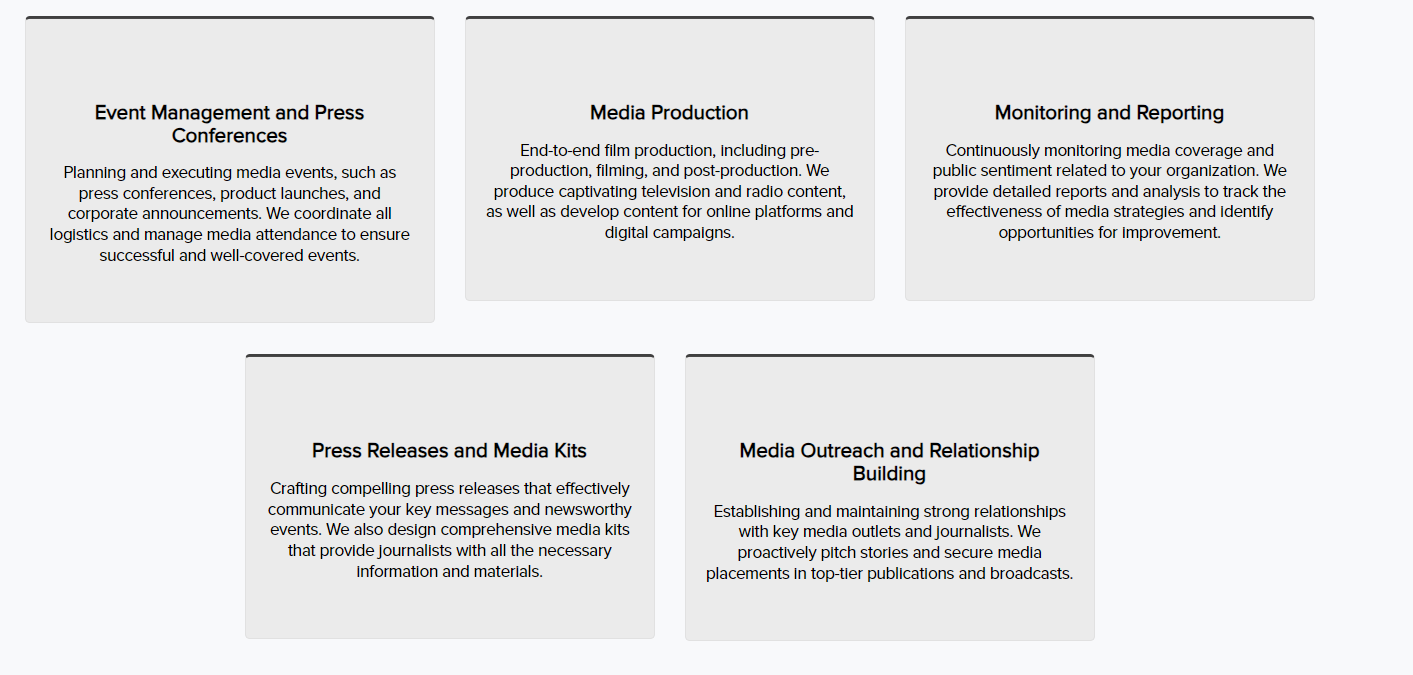 Event Management and Press
Conferences
Planning and executing media events, such as
press conferences, product launches, and
corporate announcements. We coordinate all
logistics and manage media attendance to ensure
successful and well-covered events.
Media Production
End-to-end film production, including pre-
production, filming, and post-production. We
produce captivating television and radio content,
as well as develop content for online platforms and
digital campaigns.
Monitoring and Reporting
Continuously monitoring media coverage and
public sentiment related to your organization. We
provide detailed reports and analysis to track the
effectiveness of media strategies and identify
opportunities for improvement.
Press Releases and Media Kits
Crafting compelling press releases that effectively
communicate your key messages and newsworthy
events. We also design comprehensive media kits
that provide journalists with all the necessary
information and materials.
Media Outreach and Relationship
Building
Establishing and maintaining strong relationships
with key media outlets and journalists. We
proactively pitch stories and secure media
placements in top-tier publications and broadcasts.